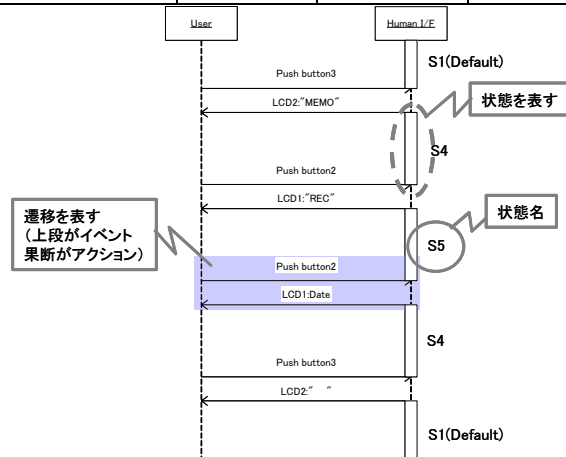 User
Human I/F
S1(Default)
Push button3
LCD2:"MEMO"
状態を表す
S4
Push button2
LCD1:"REC"
状態名
遷移を表す
(上段がイベント
果断がアクション)
S5
Push button2
LCD1:Date
S4
Push button3
LCD2:" "
S1(Default)